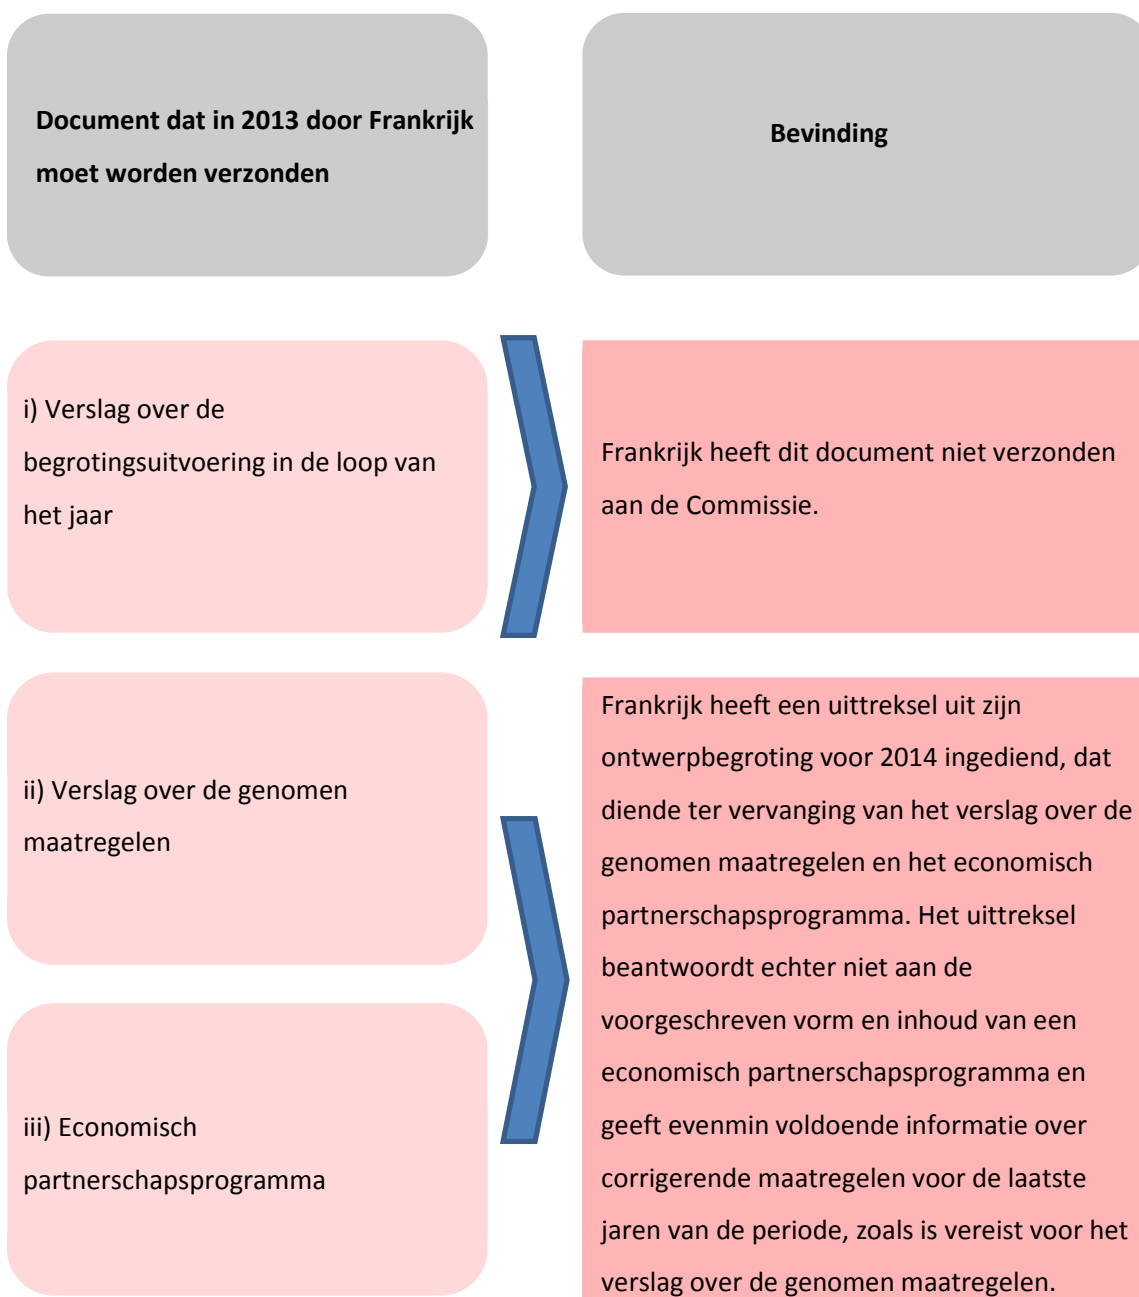 Document dat in 2013 door Frankrijk
moet worden verzonden
Bevinding
i) Verslag over de
begrotingsuitvoering in de loop van
het jaar
Frankrijk heeft dit document niet verzonden
aan de Commissie.
ii) Verslag over de genomen
maatregelen
iii) Economisch
partnerschapsprogramma
Frankrijk heeft een uittreksel uit zijn
ontwerpbegroting voor 2014 ingediend, dat
diende ter vervanging van het verslag over de
genomen maatregelen en het economisch
partnerschapsprogramma. Het uittreksel
beantwoordt echter niet aan de
voorgeschreven vorm en inhoud van een
economisch partnerschapsprogramma en
geeft evenmin voldoende informatie over
corrigerende maatregelen voor de laatste
jaren van de periode, zoals is vereist voor het
verslag over de genomen maatregelen.